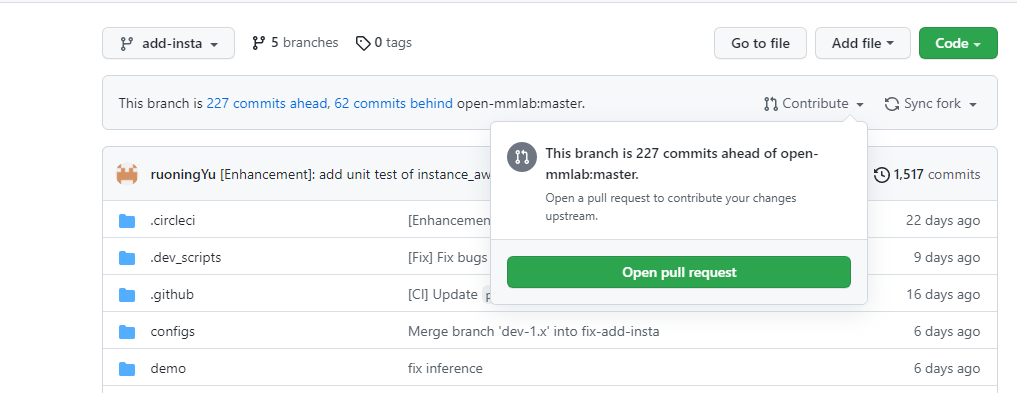 add-insta 5 branches 0 tags Go to file Add file Code
This branch is 227 commits ahead, 62 commits behind open-mmlab:master. Contribute Sync fork
This branch is 227 commits ahead of open-
mmlab:master.
Open a pull request to contribute your changes
upstream.
Open pull request
ruoningYu [Enhancement]: add unit test of instance_aw 1,517 commits
.circleci [Enhancemen 22 days ago
.dev_scripts [Fix] Fix bugs 9 days ago
.github [CI] Update 16 days ago
configs Merge branch 'dev-1.x' into fix-add-insta 6 days ago
demo fix inference 6 days ago